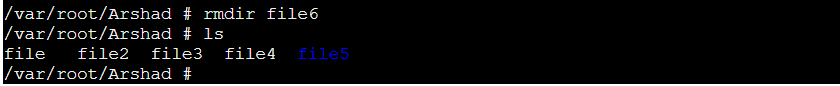 /var/root/Arshad # rmdir file6
/var/root/Arshad # ls
file   file2  file3  file4  file5
/var/root/Arshad #